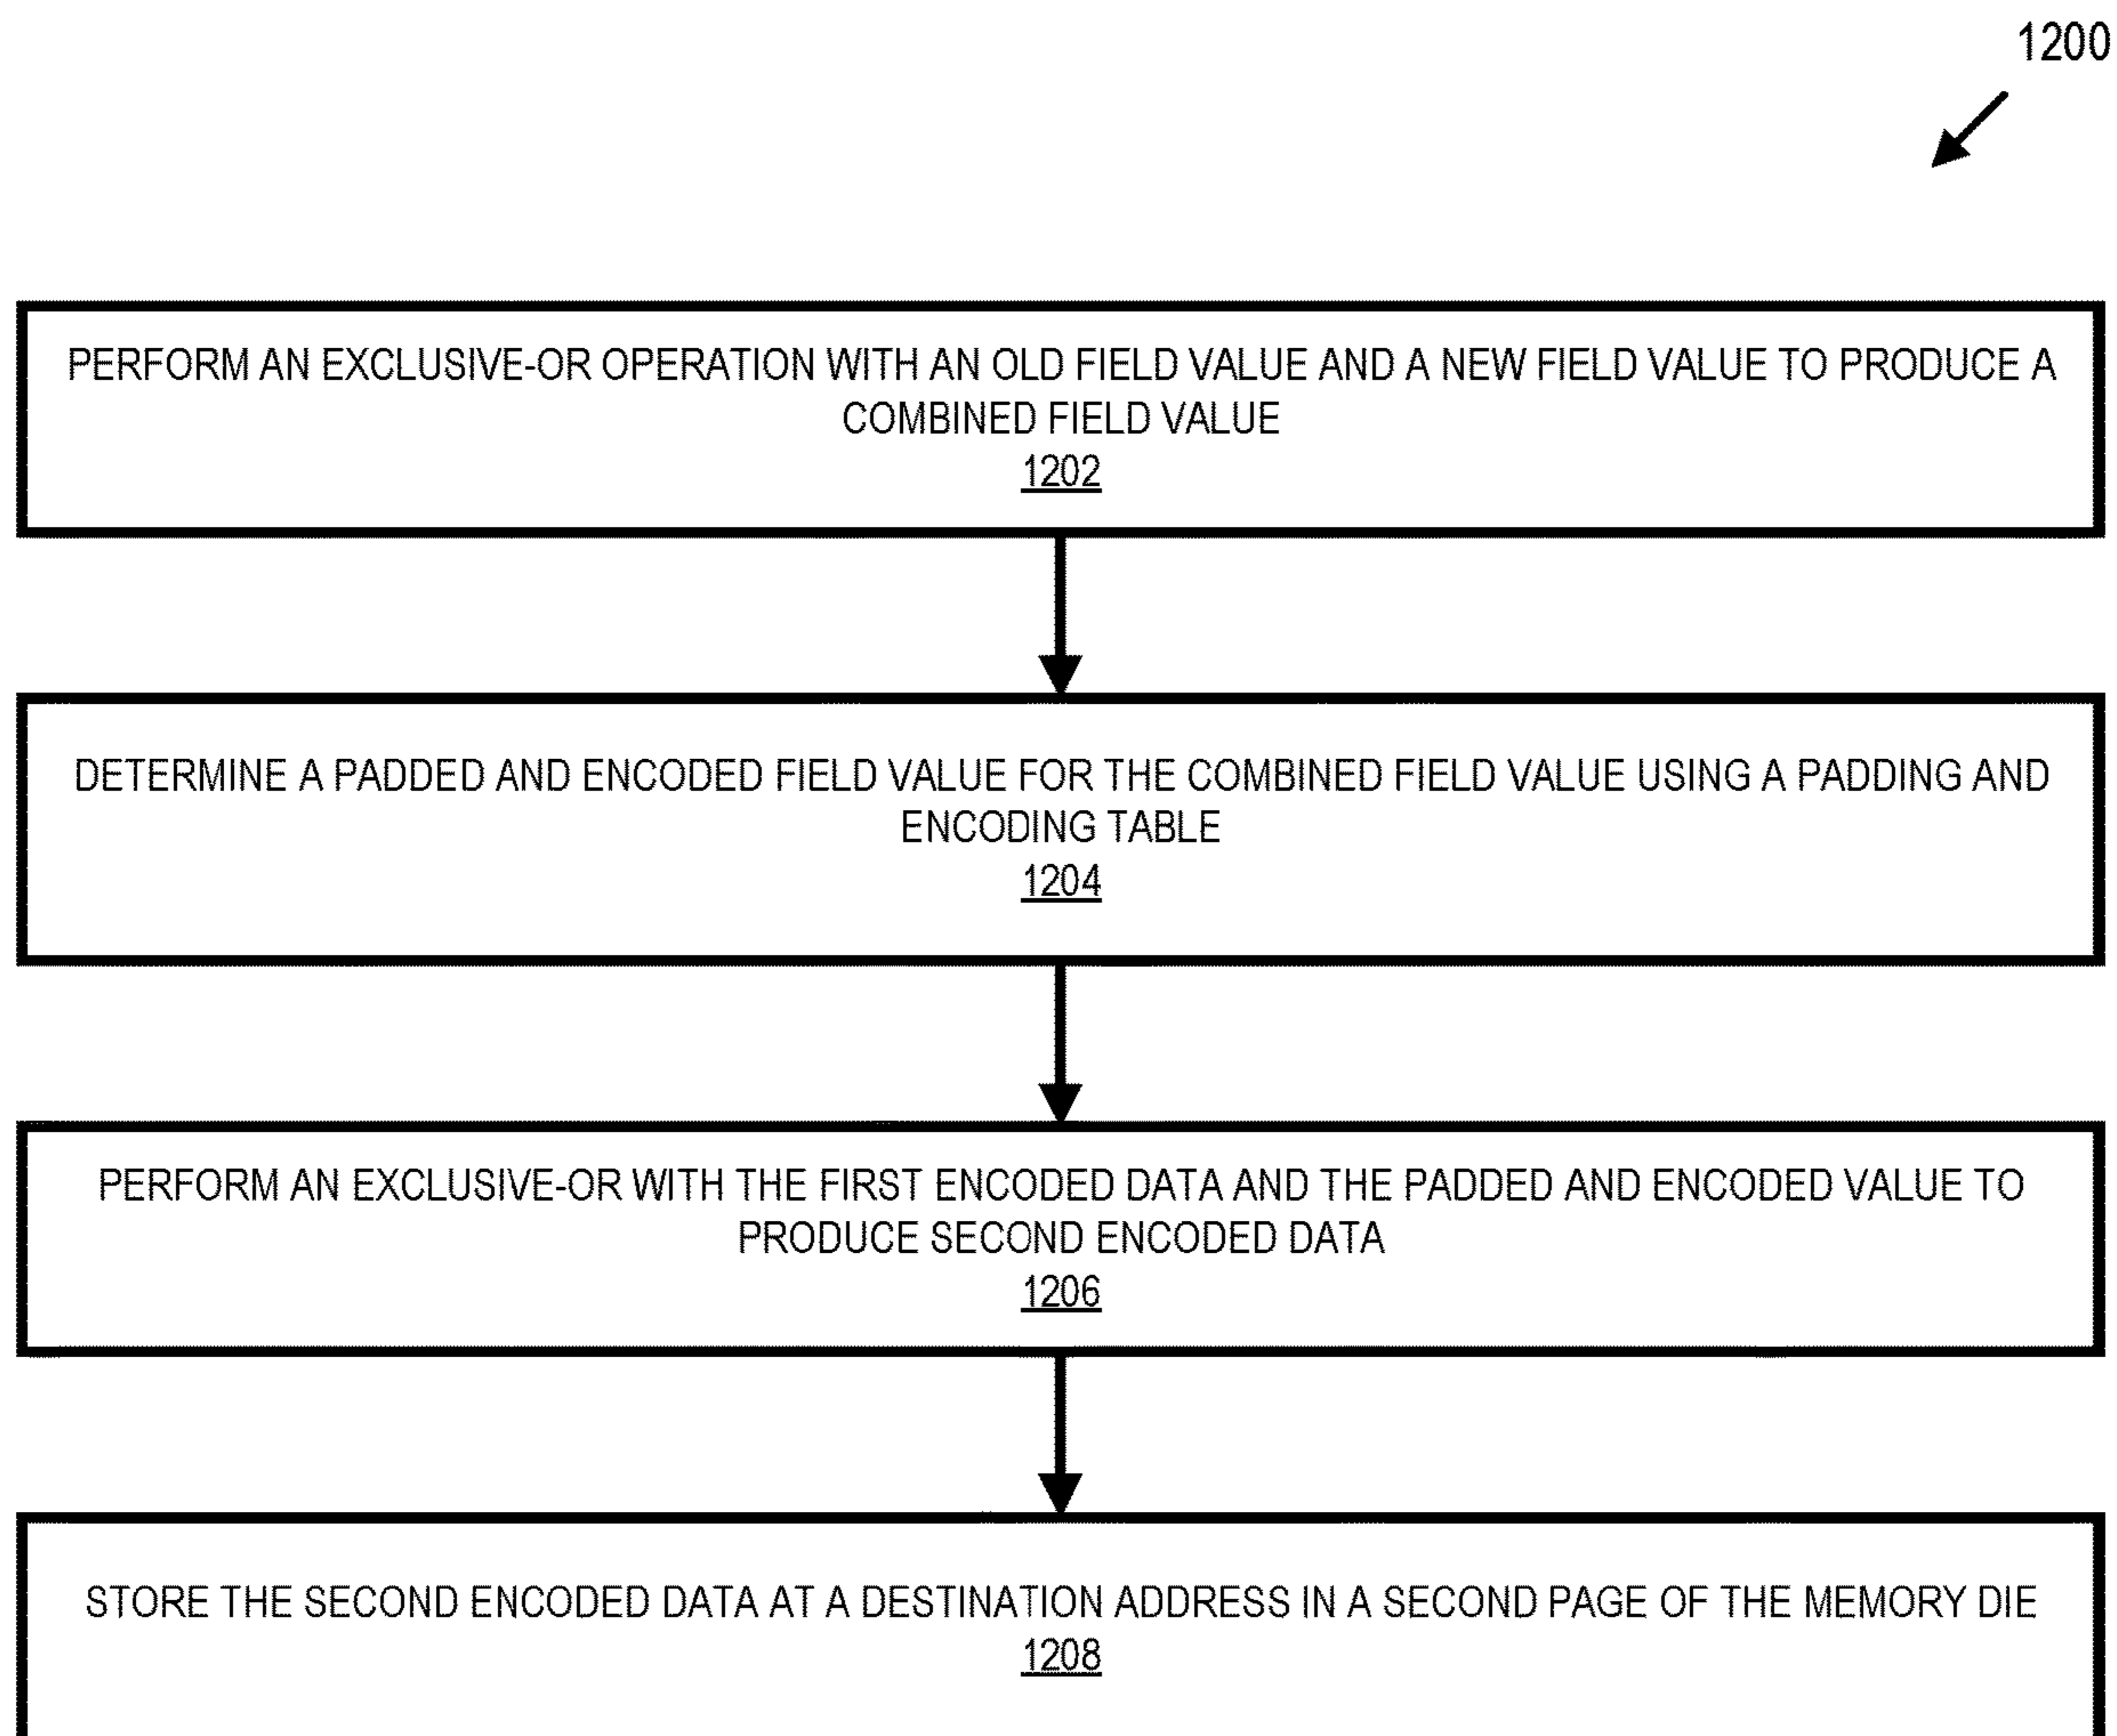 1200
PERFORM AN EXCLUSIVE-OR OPERATION WITH AN OLD FIELD VALUE AND A NEW FIELD VALUE TO PRODUCE A
COMBINED FIELD VALUE
1202
DETERMINE A PADDED AND ENCODED FIELD VALUE FOR THE COMBINED FIELD VALUE USING A PADDING AND
ENCODING TABLE
1204
PERFORM AN EXCLUSIVE-OR WITH THE FIRST ENCODED DATA AND THE PADDED AND ENCODED VALUE TO
PRODUCE SECOND ENCODED DATA
1206
STORE THE SECOND ENCODED DATA AT A DESTINATION ADDRESS IN A SECOND PAGE OF THE MEMORY DIE
1208